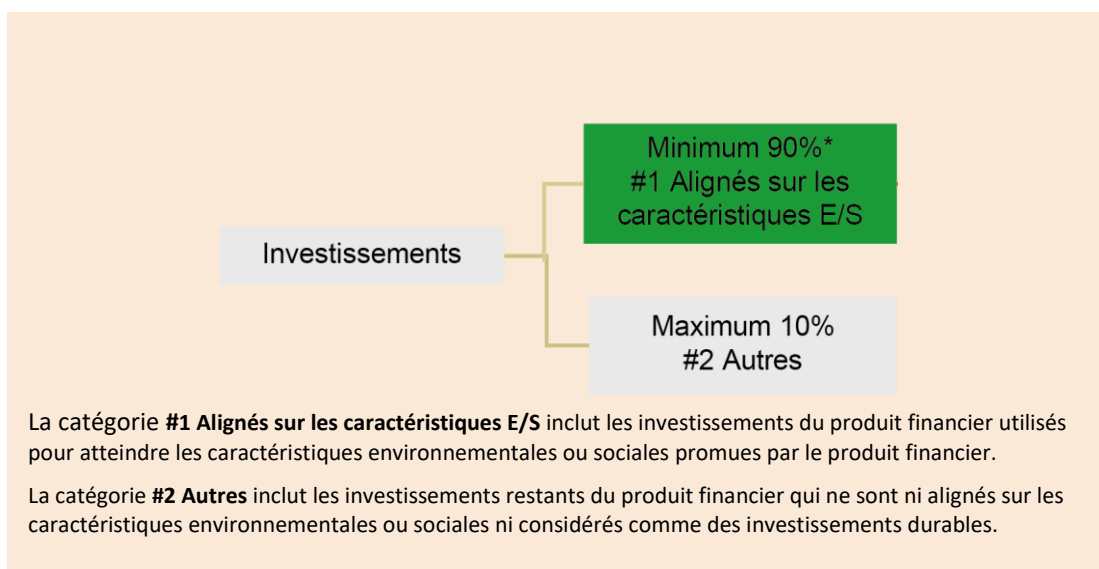 Minimum 90%*
#1 Alignés sur les
caractéristiques E/S
Investissements
Maximum 10%
#2 Autres
La catégorie #1 Alignés sur les caractéristiques E/S inclut les investissements du produit financier utilisés
pour atteindre les caractéristiques environnementales ou sociales promues par le produit financier.
La catégorie #2 Autres inclut les investissements restants du produit financier qui ne sont ni alignés sur les
caractéristiques environnementales ou sociales ni considérés comme des investissements durables.